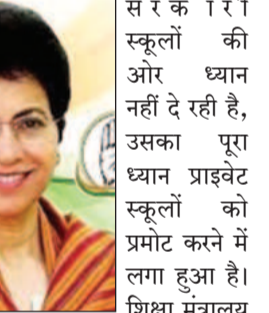 सरकारी
स्कूलों की
ओर ध्यान
नहीं दे रही है,
उसका पूरा
ध्यान प्राइवेट
स्कूलों को
प्रमोट करने में
लगा हुआ है।
शिक्षा मंत्रालय